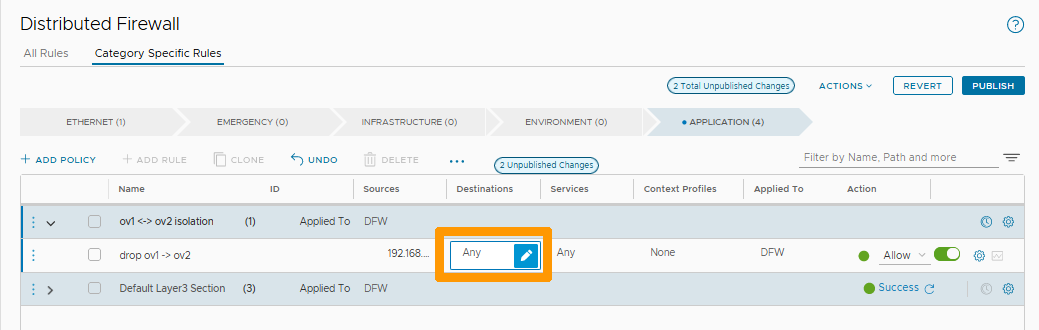 Distributed Firewall
?
All Rules Category Specific Rules
2 Total Unpublished Changes ACTIONS REVERT PUBLISH
ETHERNET (1) EMERGENCY (0) INFRASTRUCTURE (0) ENVIRONMENT (0) APPLICATION (4)
+ ADD POLICY + ADD RULE CLONE UNDO DELETE ... 2 Unpublished Changes Filter by Name, Path and more
Name ID Sources Destinations Services Context Profiles Applied To Action
ov1 <-> ov2 isolation (1) Applied To DFW
drop ov1 -> ov2 192.168.... Any Any None DFW Allow
Default Layer3 Section (3) Applied To DFW Success